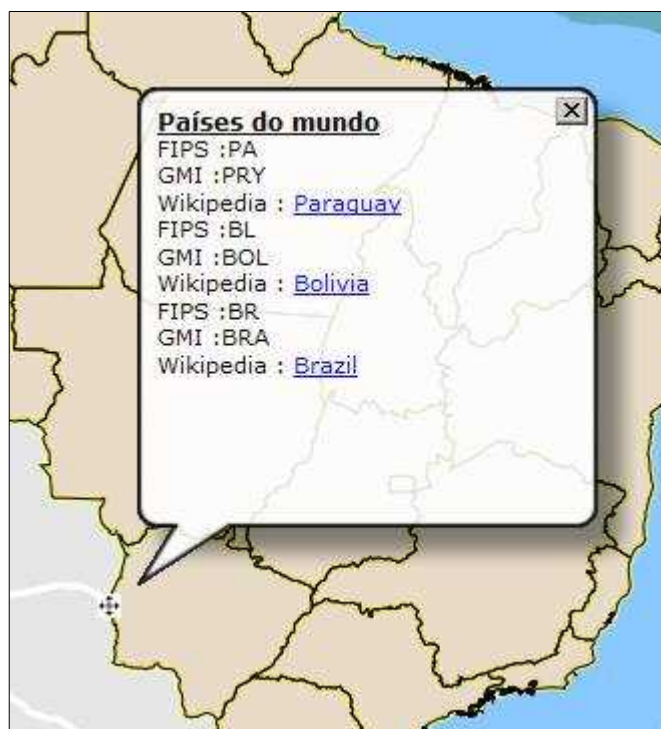 Países do mundo
FIPS :PA
GMI :PRY
Wikipedia : Paraguay
FIPS :BL
GMI :BOL
Wikipedia : Bolivia
FIPS :BR
GMI :BRA
Wikipedia : Brazil